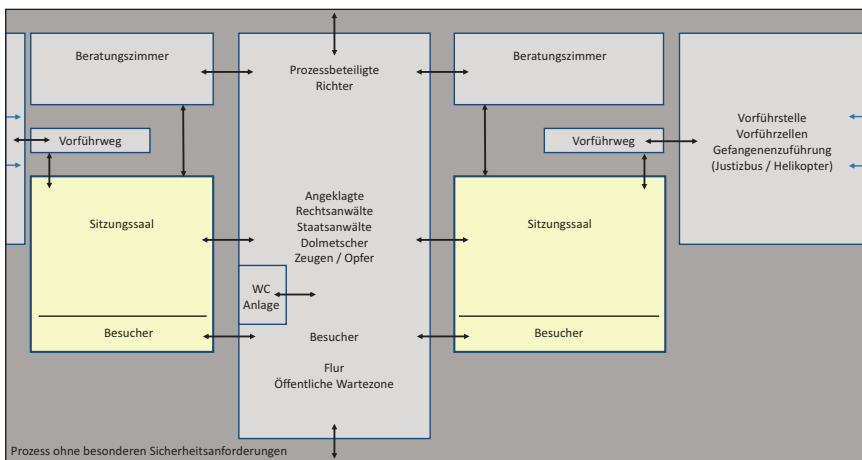 Beratungszimmer
Vorführweg
Sitzungssaal
Besucher
Prozessbeteiligte
Richter
Angeklagte
Rechtsanwälte
Staatsanwälte
Dolmetscher
Zeugen / Opfer
WC
Anlage
Besucher
Flur
Öffentliche Wartezone
Beratungszimmer
Vorführweg
Sitzungssaal
Besucher
Vorführstelle
Vorführzellen
Gefangenenzuführung
(Justizbus / Helikopter)
Prozess ohne besonderen Sicherheitsanforderungen